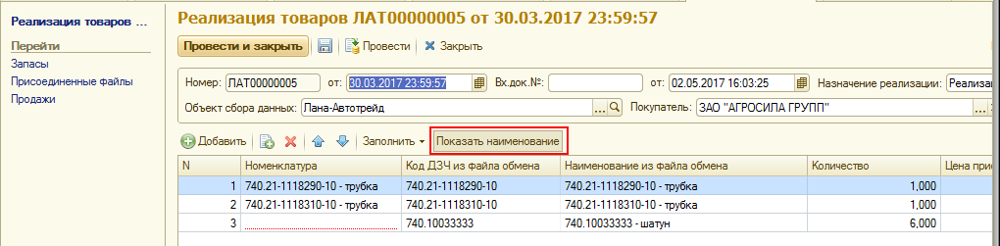 Реализация товаров ...
Перейти
Запасы
Присоединенные файлы
Продажи
Реализация товаров ЛАТ00000005 от 30.03.2017 23:59:57
Провести и закрыть Провести Закрыть
Номер: ЛАТ00000005 от: 30.03.2017 23:59:57 Вх.док.№: от: 02.05.2017 16:03:25 Назначение реализации: Реализа
Объект сбора данных: Лана-Автотрейд ... Покупатель: ЗАО "АГРОСИЛА ГРУПП" ...
Добавить Заполнить Показать наименование
N Номенклатура Код ДЗЧ из файла обмена Наименование из файла обмена Количество Цена прио
1 740.21-1118290-10 - трубка 740.21-1118290-10 740.21-1118290-10 - трубка 1,000
2 740.21-1118310-10 - трубка 740.21-1118310-10 740.21-1118310-10 - трубка 1,000
3 740.10033333 740.10033333 - шатун 6,000